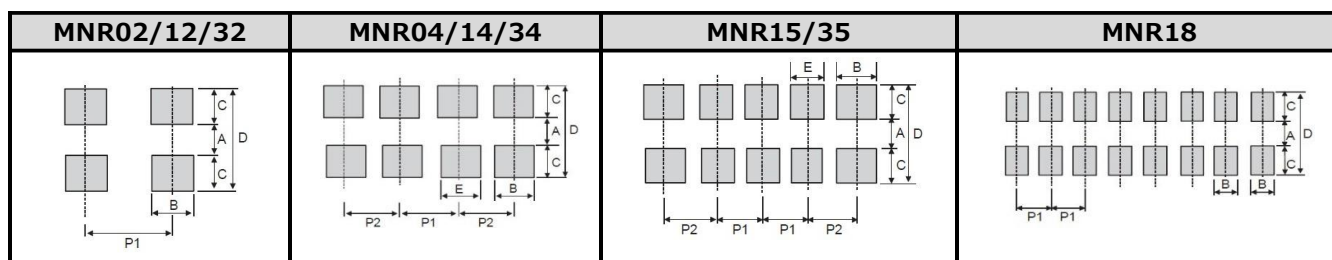 MNR02/12/32 MNR04/14/34 MNR15/35 MNR18
C
A D
C
B
P1
C
A D
C
E B
P2 P1 P2
E B
C
A D
C
P2 P1 P1 P2
C
A D
C
B B
P1 P1